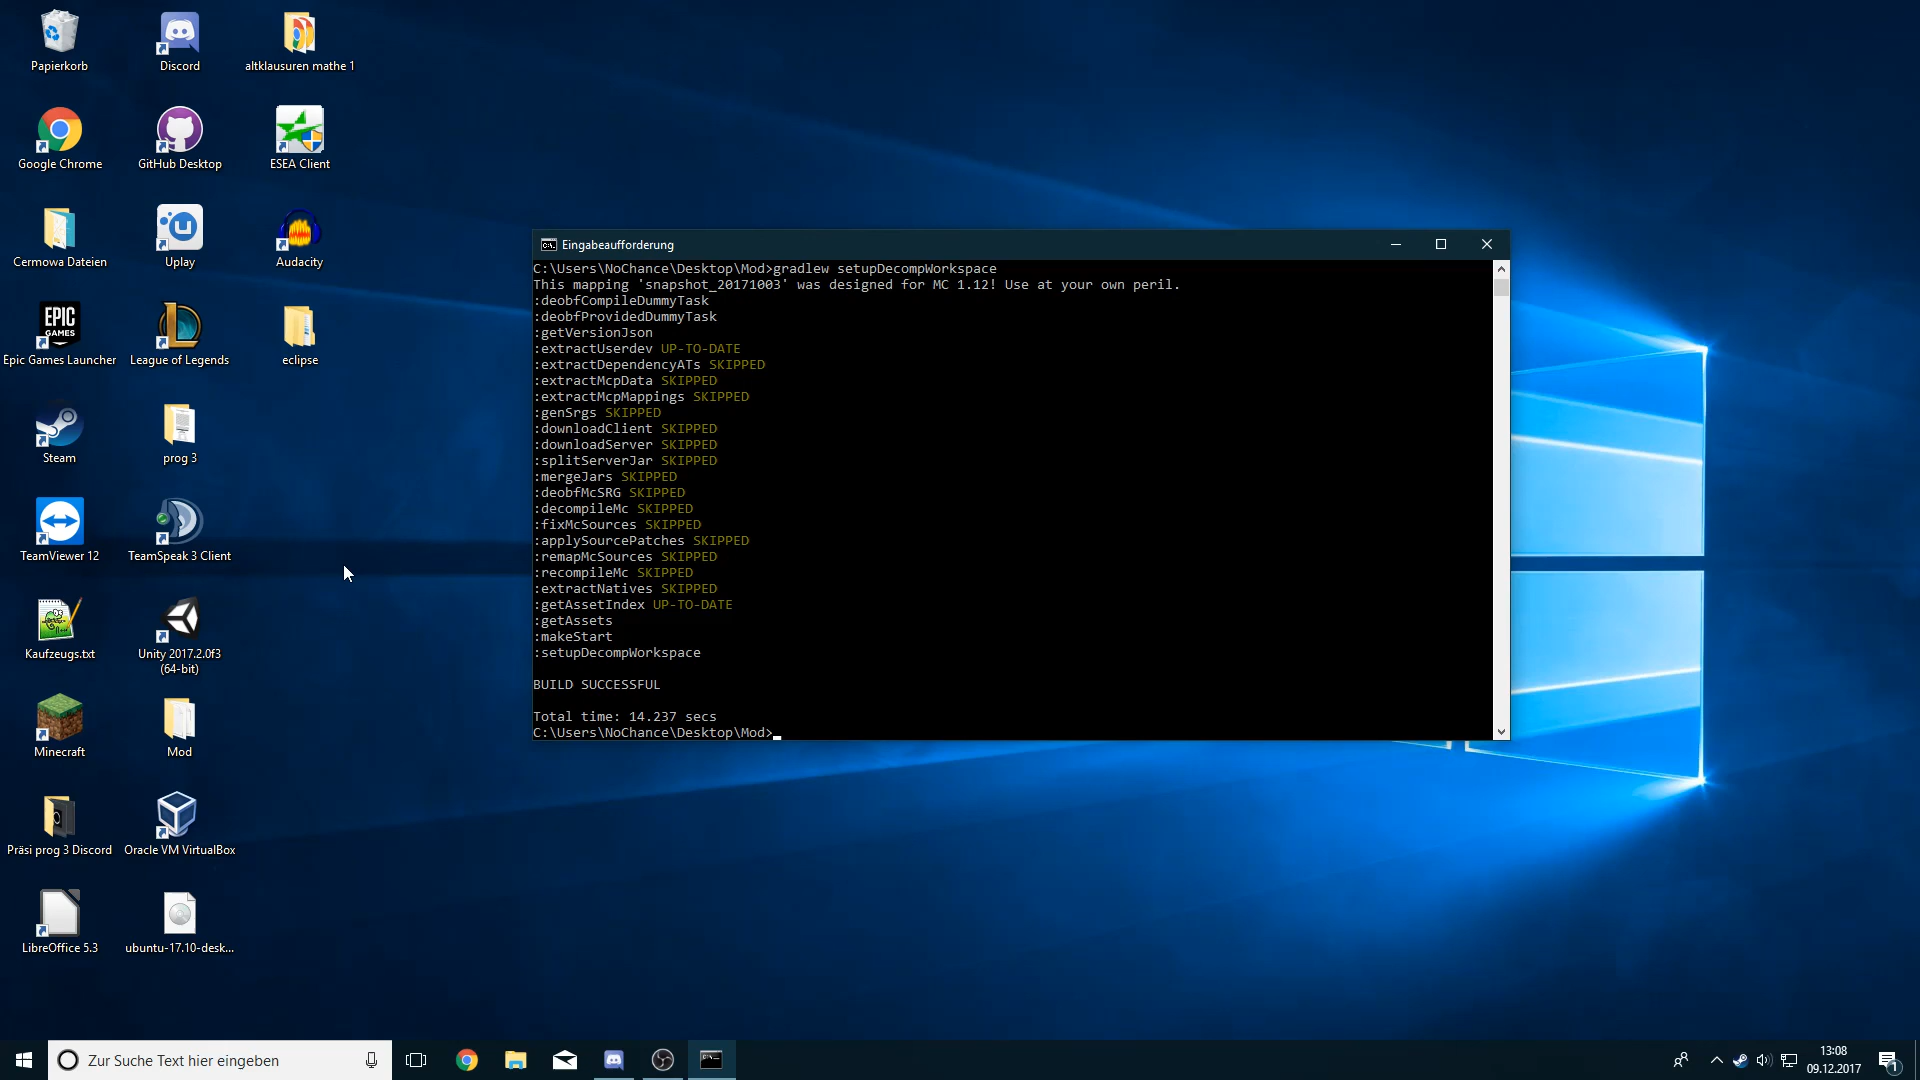 Papierkorb
Discord
altklausuren mathe 1
Google Chrome
GitHub Desktop
ESEA Client
Cermowa Dateien
Uplay
Audacity
EPIC
GAMES
Epic Games Launcher
League of Legends
eclipse
Steam
prog 3
TeamViewer 12
TeamSpeak 3 Client
Kaufzeugs.txt
Unity 2017.2.0f3
(64-bit)
Minecraft
Mod
Präsi prog 3 Discord
Oracle VM VirtualBox
LibreOffice 5.3
ubuntu-17.10-desk...
Eingabeaufforderung
C:\Users\NoChance\Desktop\Mod>gradlew setupDecompWorkspace
This mapping 'snapshot_20171003' was designed for MC 1.12! Use at your own peril.
:deobfCompileDummyTask
:deobfProvidedDummyTask
:getVersionJson
:extractUserdev UP-TO-DATE
:extractDependencyATs SKIPPED
:extractMcpData SKIPPED
:extractMcpMappings SKIPPED
:genSrgs SKIPPED
:downloadClient SKIPPED
:downloadServer SKIPPED
:splitServerJar SKIPPED
:mergeJars SKIPPED
:deobfMcSRG SKIPPED
:decompileMc SKIPPED
:fixMcSources SKIPPED
:applySourcePatches SKIPPED
:remapMcSources SKIPPED
:recompileMc SKIPPED
:extractNatives SKIPPED
:getAssetIndex UP-TO-DATE
:getAssets
:makeStart
:setupDecompWorkspace
BUILD SUCCESSFUL
Total time: 14.237 secs
C:\Users\NoChance\Desktop\Mod>
Zur Suche Text hier eingeben
13:08
09.12.2017
1